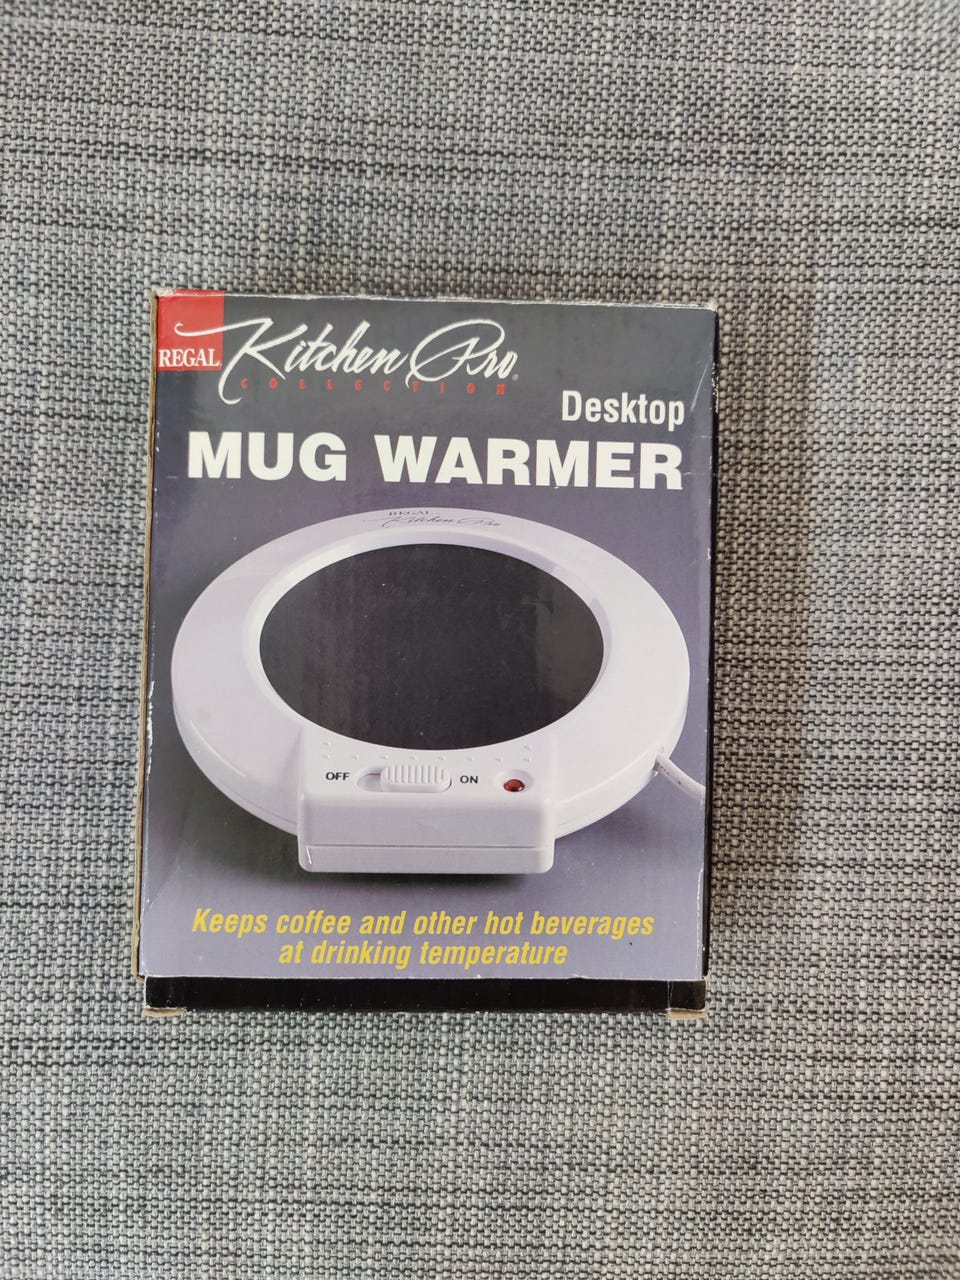 REGAL
Kitchen Pro®
COLLECTION
Desktop
MUG WARMER
REGAL
Kitchen Pro
OFF ON
Keeps coffee and other hot beverages
at drinking temperature